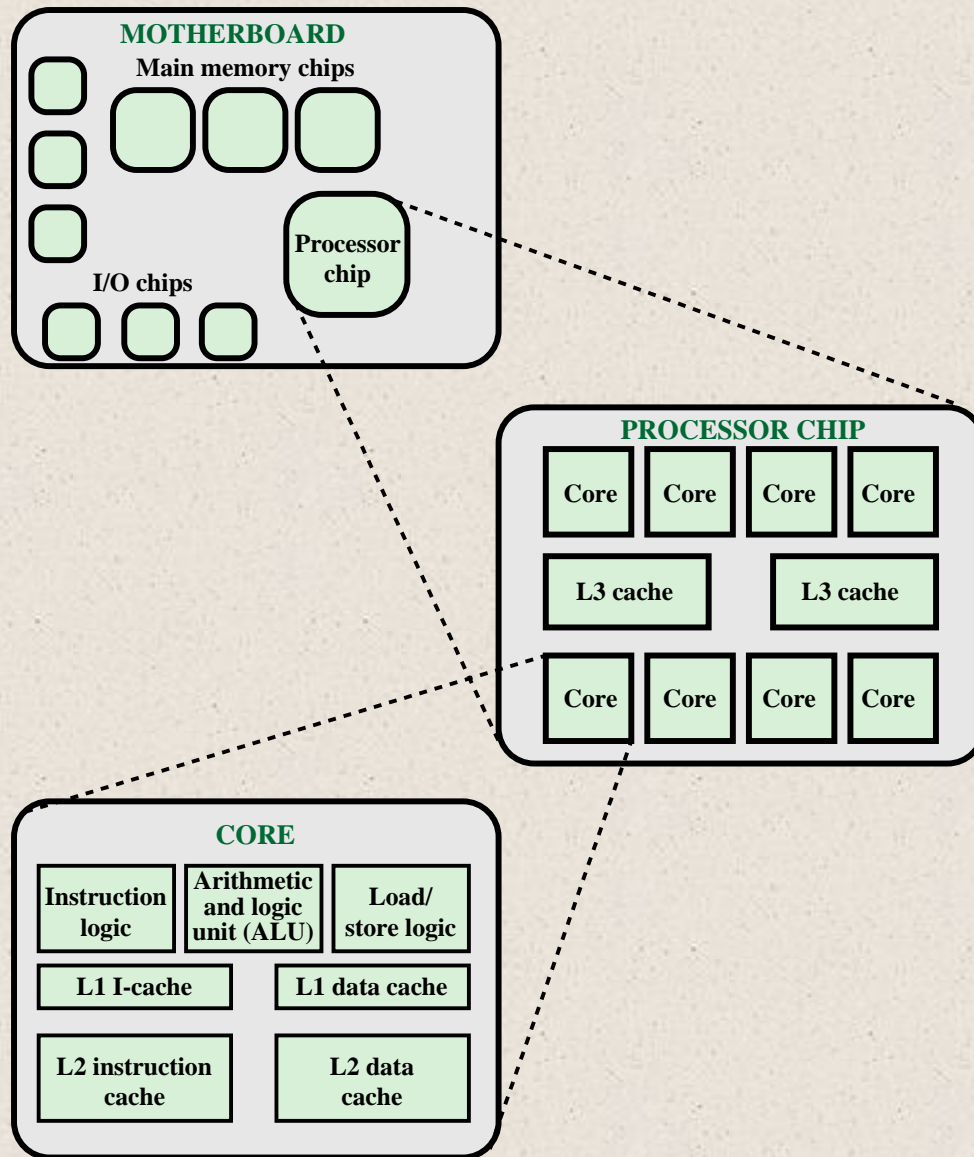 MOTHERBOARD
Main memory chips
Processor
chip
I/O chips
PROCESSOR CHIP
Core
Core
Core
Core
L3 cache
L3 cache
Core
Core
Core
Core
CORE
Instruction
logic
Arithmetic
and logic
unit (ALU)
Load/
store logic
L1 I-cache
L1 data cache
L2 instruction
cache
L2 data
cache